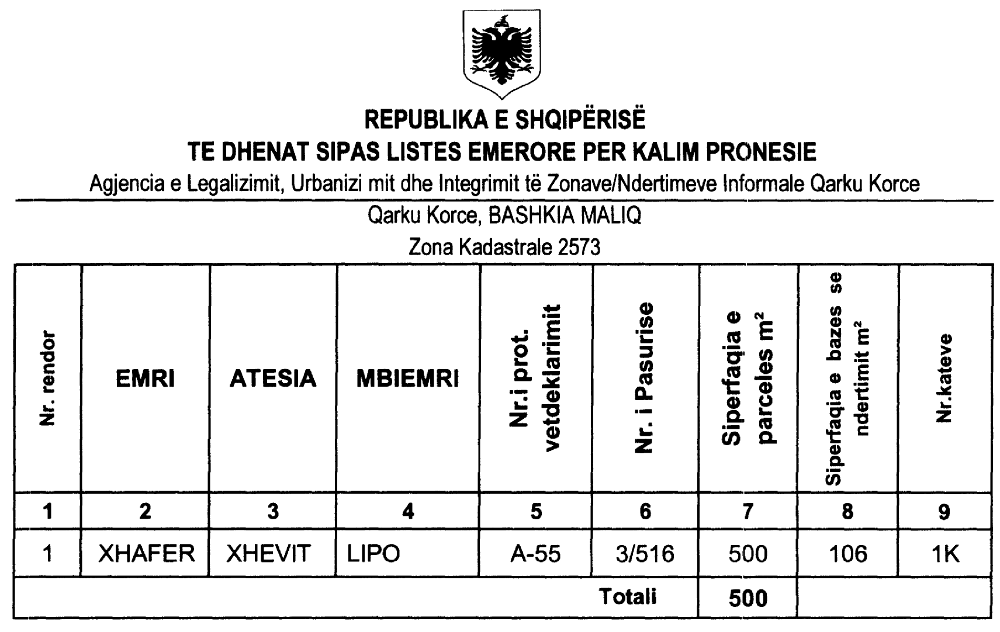 REPUBLIKA E SHQIPËRISË
TE DHENAT SIPAS LISTES EMERORE PER KALIM PRONESIE
Agjencia e Legalizimit, Urbanizi mit dhe Integrimit të Zonave/Ndertimeve Informale Qarku Korce
Qarku Korce, BASHKIA MALIQ
Zona Kadastrale 2573
Nr. rendor
EMRI
ATESIA
MBIEMRI
Nr.i prot.
vetdeklarimit
Nr. i Pasurise
Siperfaqia e
parceles m²
Siperfaqia e bazes se
ndertimit m²
Nr.kateve
1 2 3 4 5 6 7 8 9
1 XHAFER XHEVIT LIPO A-55 3/516 500 106 1K
Totali 500